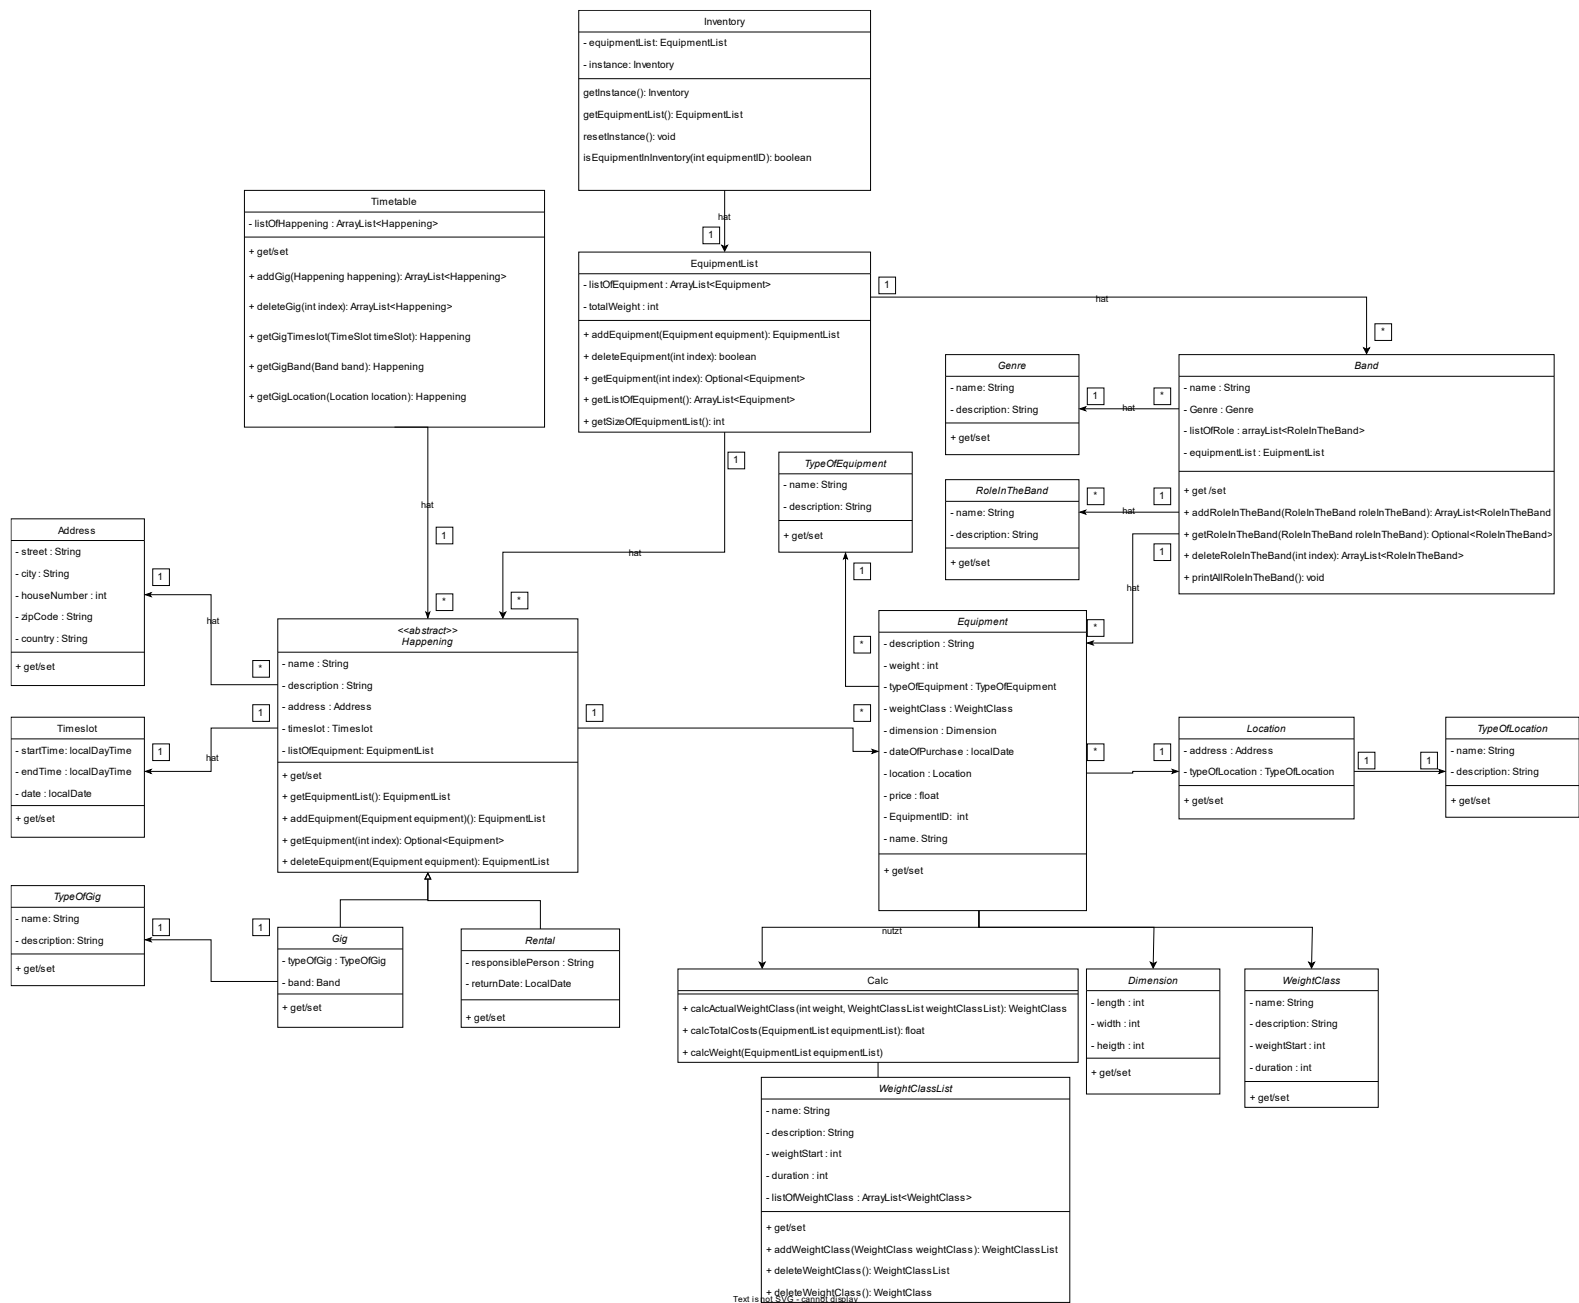 Inventory
- equipmentList: EquipmentList
- instance: Inventory
getInstance(): Inventory
getEquipmentList(): EquipmentList
resetInstance(): void
isEquipmentInInventory(int equipmentID): boolean
hat
1
Timetable
- listOfHappening : ArrayList<Happening>
+ get/set
+ addGig(Happening happening): ArrayList<Happening>
+ deleteGig(int index): ArrayList<Happening>
+ getGigTimeslot(TimeSlot timeSlot): Happening
+ getGigBand(Band band): Happening
+ getGigLocation(Location location): Happening
hat
1
*
EquipmentList
- listOfEquipment : ArrayList<Equipment>
- totalWeight : int
+ addEquipment(Equipment equipment): EquipmentList
+ deleteEquipment(int index): boolean
+ getEquipment(int index): Optional<Equipment>
+ getListOfEquipment(): ArrayList<Equipment>
+ getSizeOfEquipmentList(): int
1
hat
*
1
hat
*
Genre
- name: String
- description: String
+ get/set
1
hat
*
Band
- name : String
- Genre : Genre
- listOfRole : arrayList<RoleInTheBand>
- equipmentList : EuipmentList
+ get /set
+ addRoleInTheBand(RoleInTheBand roleInTheBand): ArrayList<RoleInTheBand
+ getRoleInTheBand(RoleInTheBand roleInTheBand): Optional<RoleInTheBand>
+ deleteRoleInTheBand(int index): ArrayList<RoleInTheBand>
+ printAllRoleInTheBand(): void
TypeOfEquipment
- name: String
- description: String
+ get/set
1
*
RoleInTheBand
- name: String
- description: String
+ get/set
*
hat
1
1
hat
*
Address
- street : String
- city : String
- houseNumber : int
- zipCode : String
- country : String
+ get/set
1
hat
*
<<abstract>>
Happening
- name : String
- description : String
- address : Address
- timeslot : Timeslot
- listOfEquipment: EquipmentList
+ get/set
+ getEquipmentList(): EquipmentList
+ addEquipment(Equipment equipment)(): EquipmentList
+ getEquipment(int index): Optional<Equipment>
+ deleteEquipment(Equipment equipment): EquipmentList
1
*
Equipment
- description : String
- weight : int
- typeOfEquipment : TypeOfEquipment
- weightClass : WeightClass
- dimension : Dimension
- dateOfPurchase : localDate
- location : Location
- price : float
- EquipmentID: int
- name. String
+ get/set
*
1
Location
- address : Address
- typeOfLocation : TypeOfLocation
+ get/set
1
1
TypeOfLocation
- name: String
- description: String
+ get/set
Timeslot
- startTime: localDayTime
- endTime : localDayTime
- date : localDate
+ get/set
1
hat
1
TypeOfGig
- name: String
- description: String
+ get/set
1
1
Gig
- typeOfGig : TypeOfGig
- band: Band
+ get/set
Rental
- responsiblePerson : String
- returnDate: LocalDate
+ get/set
nutzt
Calc
+ calcActualWeightClass(int weight, WeightClassList weightClassList): WeightClass
+ calcTotalCosts(EquipmentList equipmentList): float
+ calcWeight(EquipmentList equipmentList)
Dimension
- length : int
- width : int
- heigth : int
+ get/set
WeightClass
- name: String
- description: String
- weightStart : int
- duration : int
+ get/set
WeightClassList
- name: String
- description: String
- weightStart : int
- duration : int
- listOfWeightClass : ArrayList<WeightClass>
+ get/set
+ addWeightClass(WeightClass weightClass): WeightClassList
+ deleteWeightClass(): WeightClassList
+ deleteWeightClass(): WeightClass
Text is not SVG - cannot display